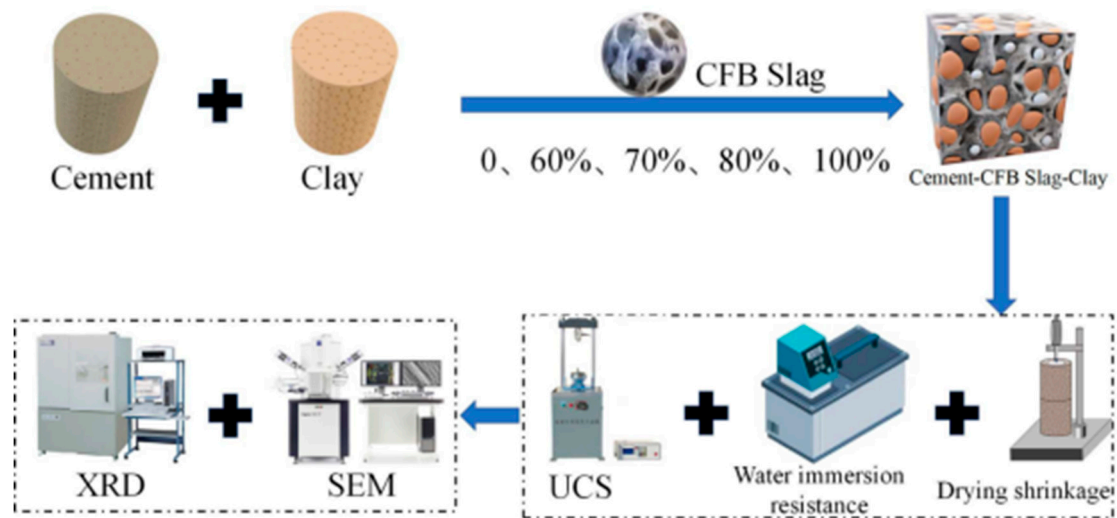 CFB Slag
Cement
Clay
0、60%、70%、80%、100%
Cement-CFB Slag-Clay
XRD
SEM
UCS
Water immersion
resistance
Drying shrinkage